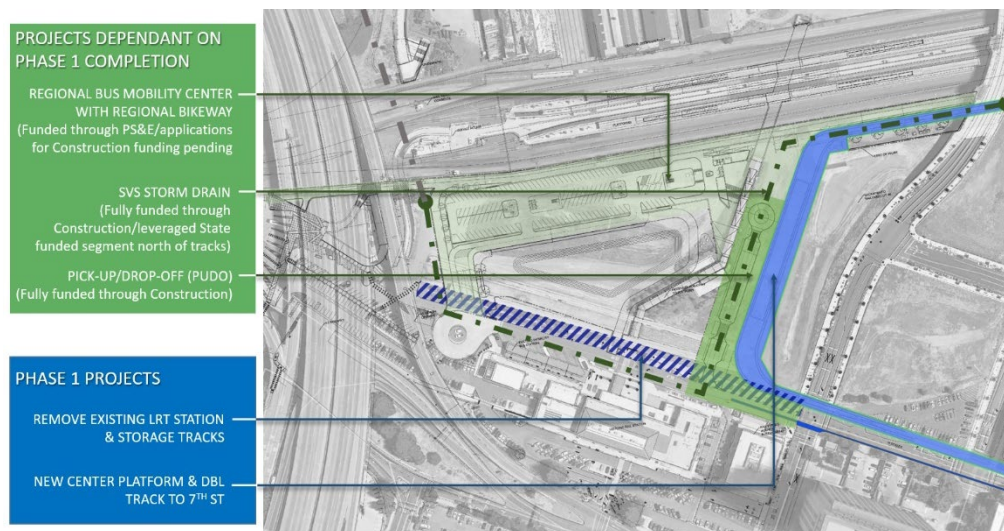 PROJECTS DEPENDANT ON
PHASE 1 COMPLETION
REGIONAL BUS MOBILITY CENTER
WITH REGIONAL BIKEWAY
(Funded through PS&E/applications
for Construction funding pending
SVS STORM DRAIN
(Fully funded through
Construction/leveraged State
funded segment north of tracks)
PICK-UP/DROP-OFF (PUDO)
(Fully funded through Construction)
PHASE 1 PROJECTS
REMOVE EXISTING LRT STATION
& STORAGE TRACKS
NEW CENTER PLATFORM & DBL
TRACK TO 7TH ST